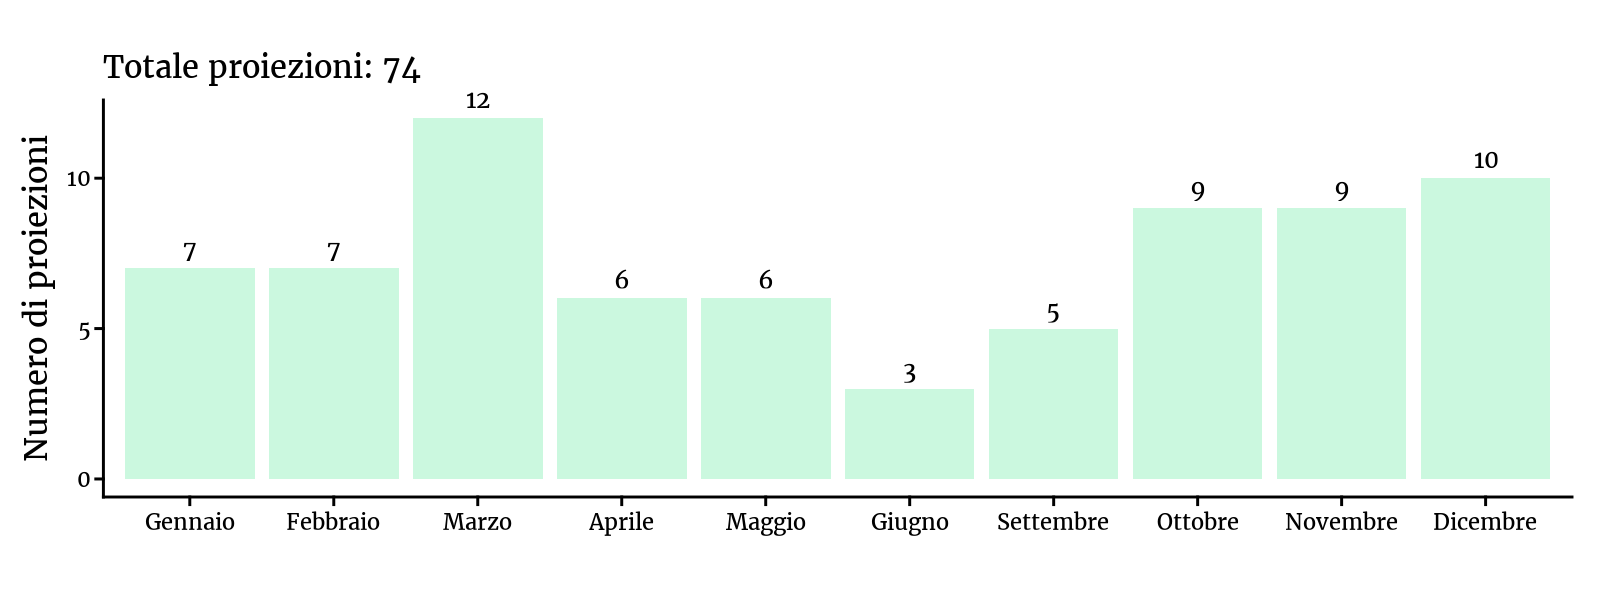 Totale proiezioni: 74
Numero di proiezioni
10
5
0
7
7
12
6
6
3
5
9
9
10
Gennaio
Febbraio
Marzo
Aprile
Maggio
Giugno
Settembre
Ottobre
Novembre
Dicembre